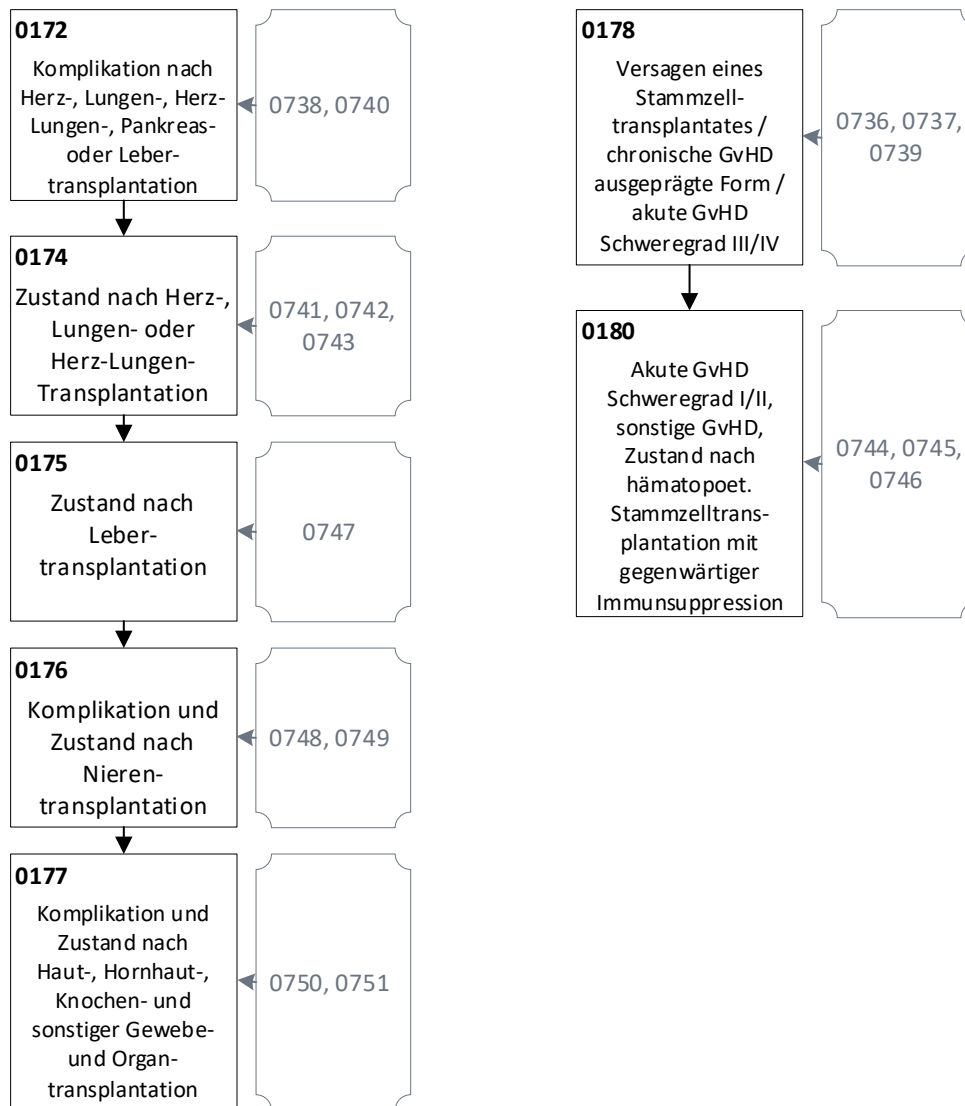 0172
Komplikation nach
Herz-, Lungen-, Herz-
Lungen-, Pankreas-
oder Leber-
transplantation
0738, 0740
0174
Zustand nach Herz-,
Lungen- oder
Herz-Lungen-
Transplantation
0741, 0742,
0743
0175
Zustand nach
Leber-
transplantation
0747
0176
Komplikation und
Zustand nach
Nieren-
transplantation
0748, 0749
0177
Komplikation und
Zustand nach
Haut-, Hornhaut-,
Knochen- und
sonstiger Gewebe-
und Organ-
transplantation
0750, 0751
0178
Versagen eines
Stammzell-
transplantates /
chronische GvHD
ausgeprägte Form /
akute GvHD
Schweregrad III/IV
0736, 0737,
0739
0180
Akute GvHD
Schweregrad I/II,
sonstige GvHD,
Zustand nach
hämatopoet.
Stammzelltrans-
plantation mit
gegenwärtiger
Immunsuppression
0744, 0745,
0746